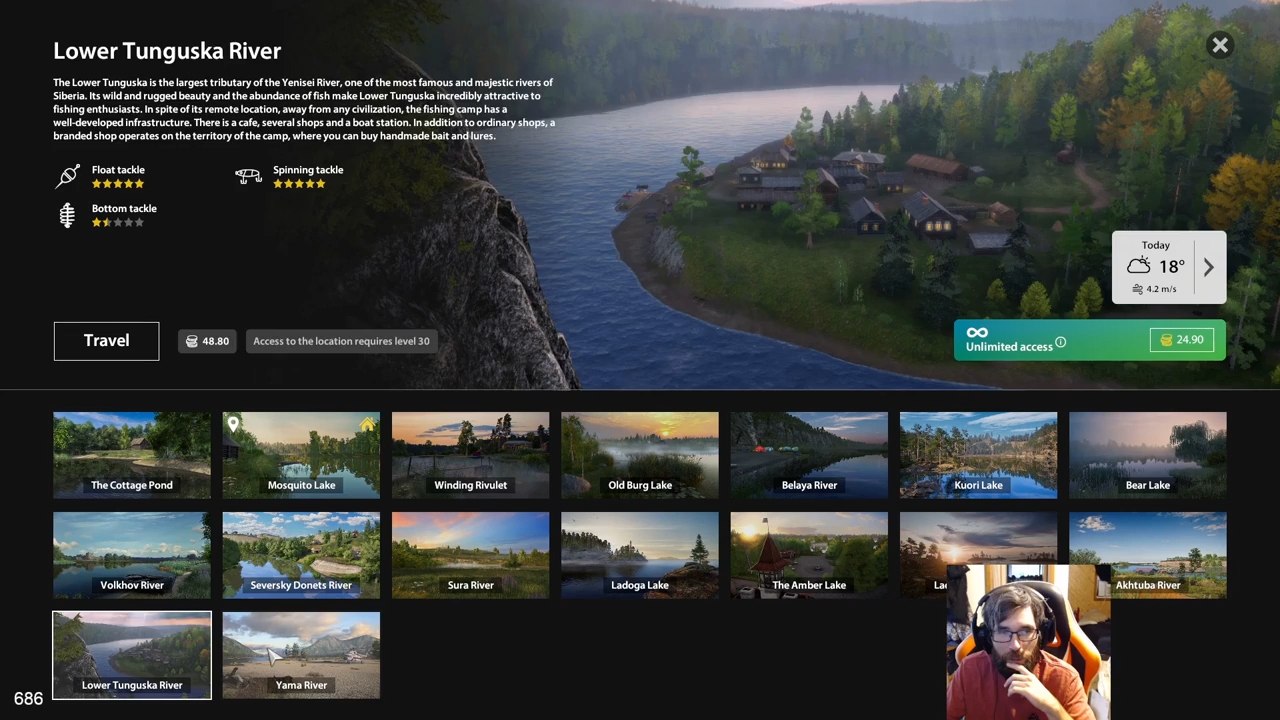 Lower Tunguska River
The Lower Tunguska is the largest tributary of the Yenisei River, one of the most famous and majestic rivers of
Siberia. Its wild and rugged beauty and the abundance of fish make Lower Tunguska incredibly attractive to
fishing enthusiasts. In spite of its remote location, away from any civilization, the fishing camp has a
well-developed infrastructure. There is a cafe, several shops and a boat station. In addition to ordinary shops, a
branded shop operates on the territory of the camp, where you can buy handmade bait and lures.
Float tackle
Spinning tackle
Bottom tackle
Today
18°
4.2 m/s
Travel
48.80
Access to the location requires level 30
Unlimited access
24.90
The Cottage Pond
Mosquito Lake
Winding Rivulet
Old Burg Lake
Belaya River
Kuori Lake
Bear Lake
Volkhov River
Seversky Donets River
Sura River
Ladoga Lake
The Amber Lake
Akhtuba River
Lower Tunguska River
Yama River
686